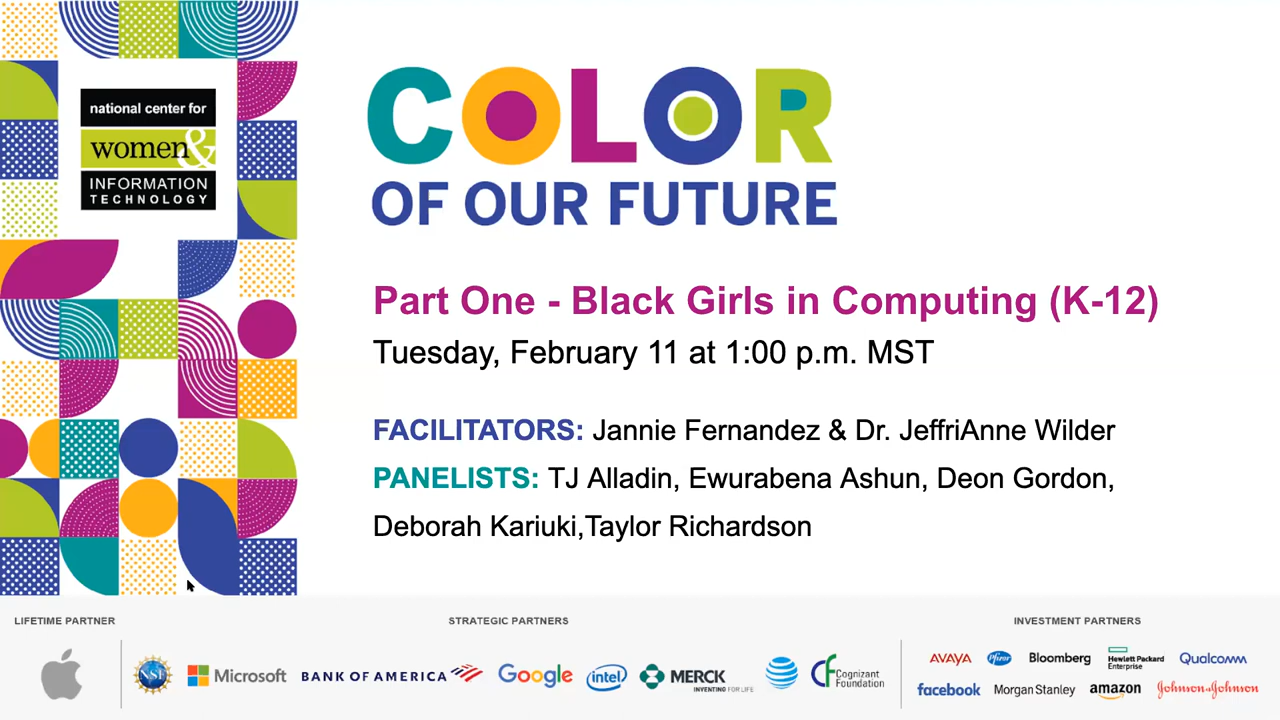 national center for
women &
INFORMATION
TECHNOLOGY
COLOR
OF OUR FUTURE
Part One - Black Girls in Computing (K-12)
Tuesday, February 11 at 1:00 p.m. MST
FACILITATORS: Jannie Fernandez & Dr. JeffriAnne Wilder
PANELISTS: TJ Alladin, Ewurabena Ashun, Deon Gordon,
Deborah Kariuki,Taylor Richardson
LIFETIME PARTNER
STRATEGIC PARTNERS
NSF
Microsoft
BANK OF AMERICA
Google
intel
MERCK
INVENTING FOR LIFE
AT&T
Cognizant
Foundation
INVESTMENT PARTNERS
AVAYA
Pfizer
Bloomberg
Hewlett Packard
Enterprise
Qualcomm
facebook
Morgan Stanley
amazon
Johnson & Johnson